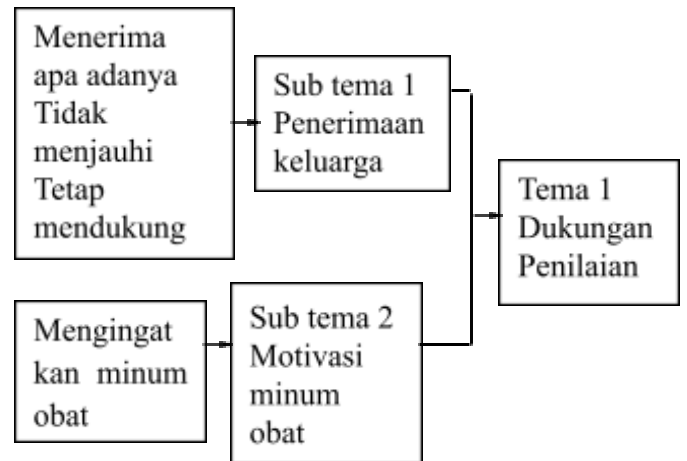 Menerima
apa adanya
Tidak
menjauhi
Tetap
mendukung
Sub tema 1
Penerimaan
keluarga
Tema 1
Dukungan
Penilaian
Mengingat
kan minum
obat
Sub tema 2
Motivasi
minum
obat